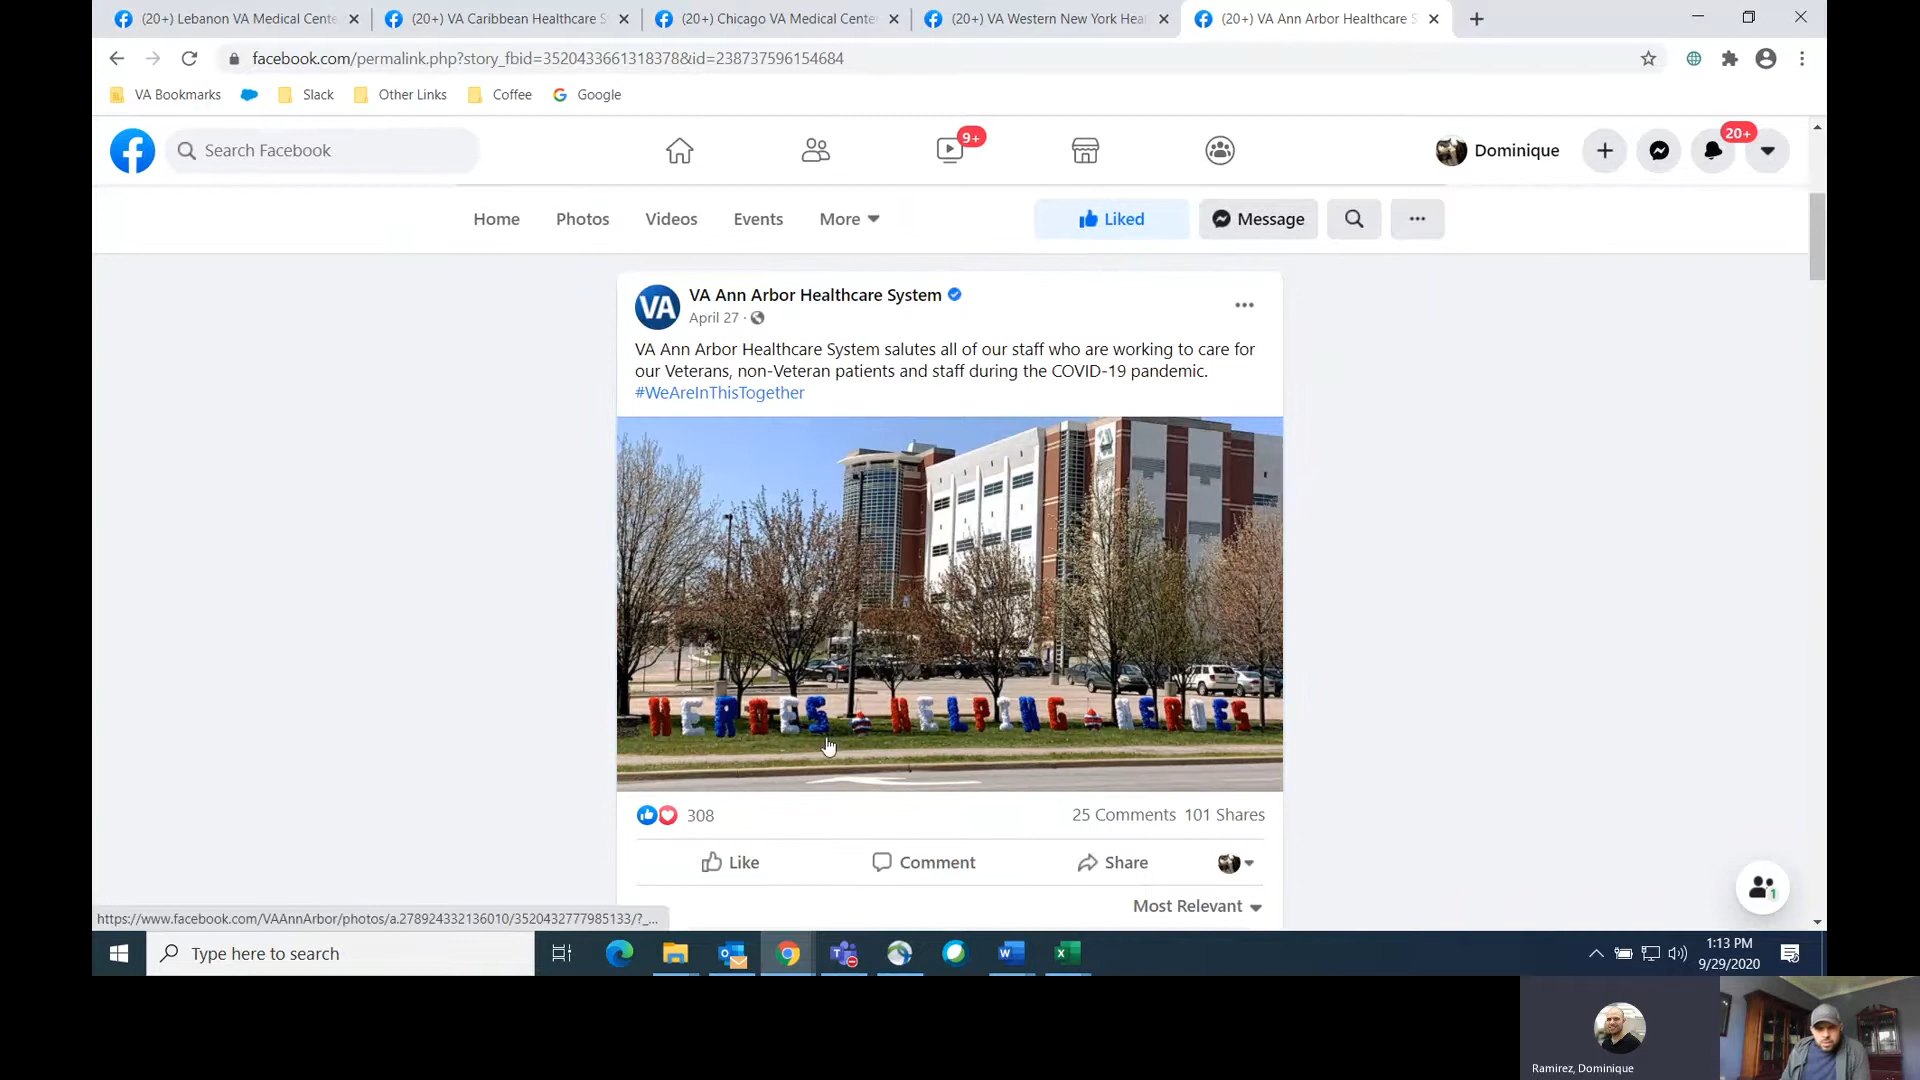 (20+) Lebanon VA Medical Cente
(20+) VA Caribbean Healthcare S
(20+) Chicago VA Medical Center
(20+) VA Western New York Heal
(20+) VA Ann Arbor Healthcare S
facebook.com/permalink.php?story_fbid=3520433661318378&id=238737596154684
VA Bookmarks
Slack
Other Links
Coffee
Google
Search Facebook
9+
Dominique
20+
Home
Photos
Videos
Events
More
Liked
Message
VA
VA Ann Arbor Healthcare System
April 27 ·
VA Ann Arbor Healthcare System salutes all of our staff who are working to care for
our Veterans, non-Veteran patients and staff during the COVID-19 pandemic.
#WeAreInThisTogether
HEROES HELPING HEROES
308
25 Comments 101 Shares
Like
Comment
Share
Most Relevant
1
https://www.facebook.com/VAAnnArbor/photos/a.278924332136010/3520432777985133/?_...
Type here to search
1:13 PM
9/29/2020
Ramirez, Dominique